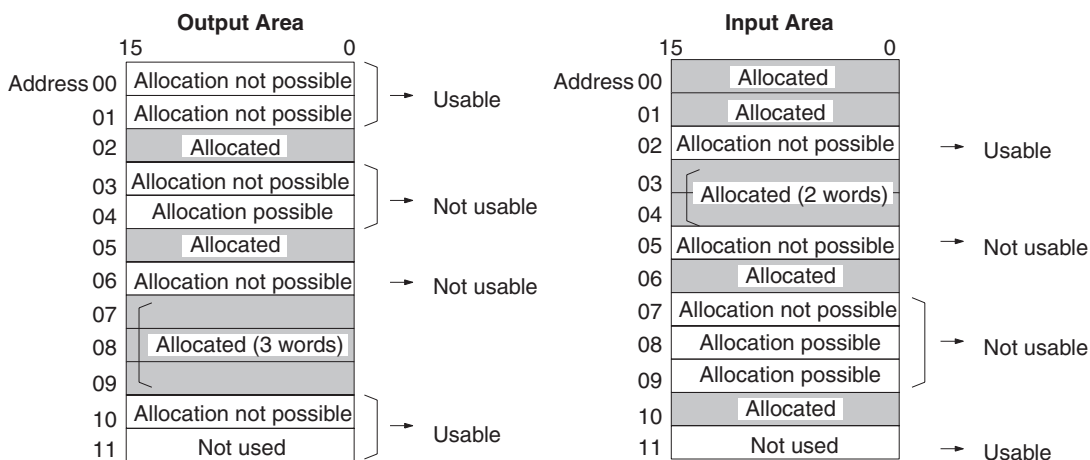 Output Area
15 0
Address 00 Allocation not possible
01 Allocation not possible
Usable
02 Allocated
03 Allocation not possible
04 Allocation possible
Not usable
05 Allocated
06 Allocation not possible → Not usable
07
08 Allocated (3 words)
09
10 Allocation not possible
11 Not used
Usable
Input Area
15 0
Address 00 Allocated
01 Allocated
02 Allocation not possible → Usable
03
Allocated (2 words)
04
05 Allocation not possible → Not usable
06 Allocated
07 Allocation not possible
08 Allocation possible → Not usable
09 Allocation possible
10 Allocated
11 Not used → Usable